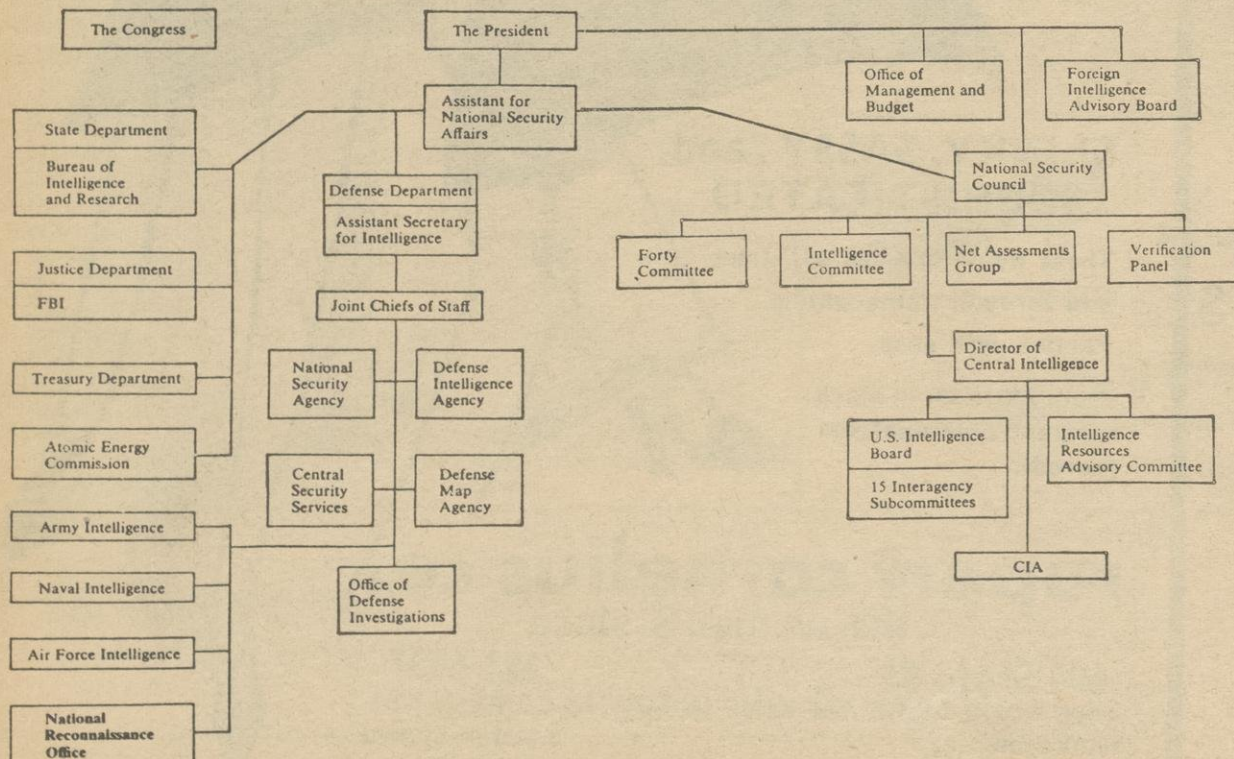 The Congress
The President
Office of
Management and
Budget
Foreign
Intelligence
Advisory Board
Assistant for
National Security
Affairs
State Department
Bureau of
Intelligence
and Research
Defense Department
Assistant Secretary
for Intelligence
National Security
Council
Forty
Committee
Intelligence
Committee
Net Assessments
Group
Verification
Panel
Justice Department
FBI
Joint Chiefs of Staff
Treasury Department
National
Security
Agency
Defense
Intelligence
Agency
Director of
Central Intelligence
Atomic Energy
Commission
Central
Security
Services
Defense
Map
Agency
U.S. Intelligence
Board
15 Interagency
Subcommittees
Intelligence
Resources
Advisory Committee
Army Intelligence
Naval Intelligence
Office of
Defense
Investigations
CIA
Air Force Intelligence
National
Reconnaissance
Office